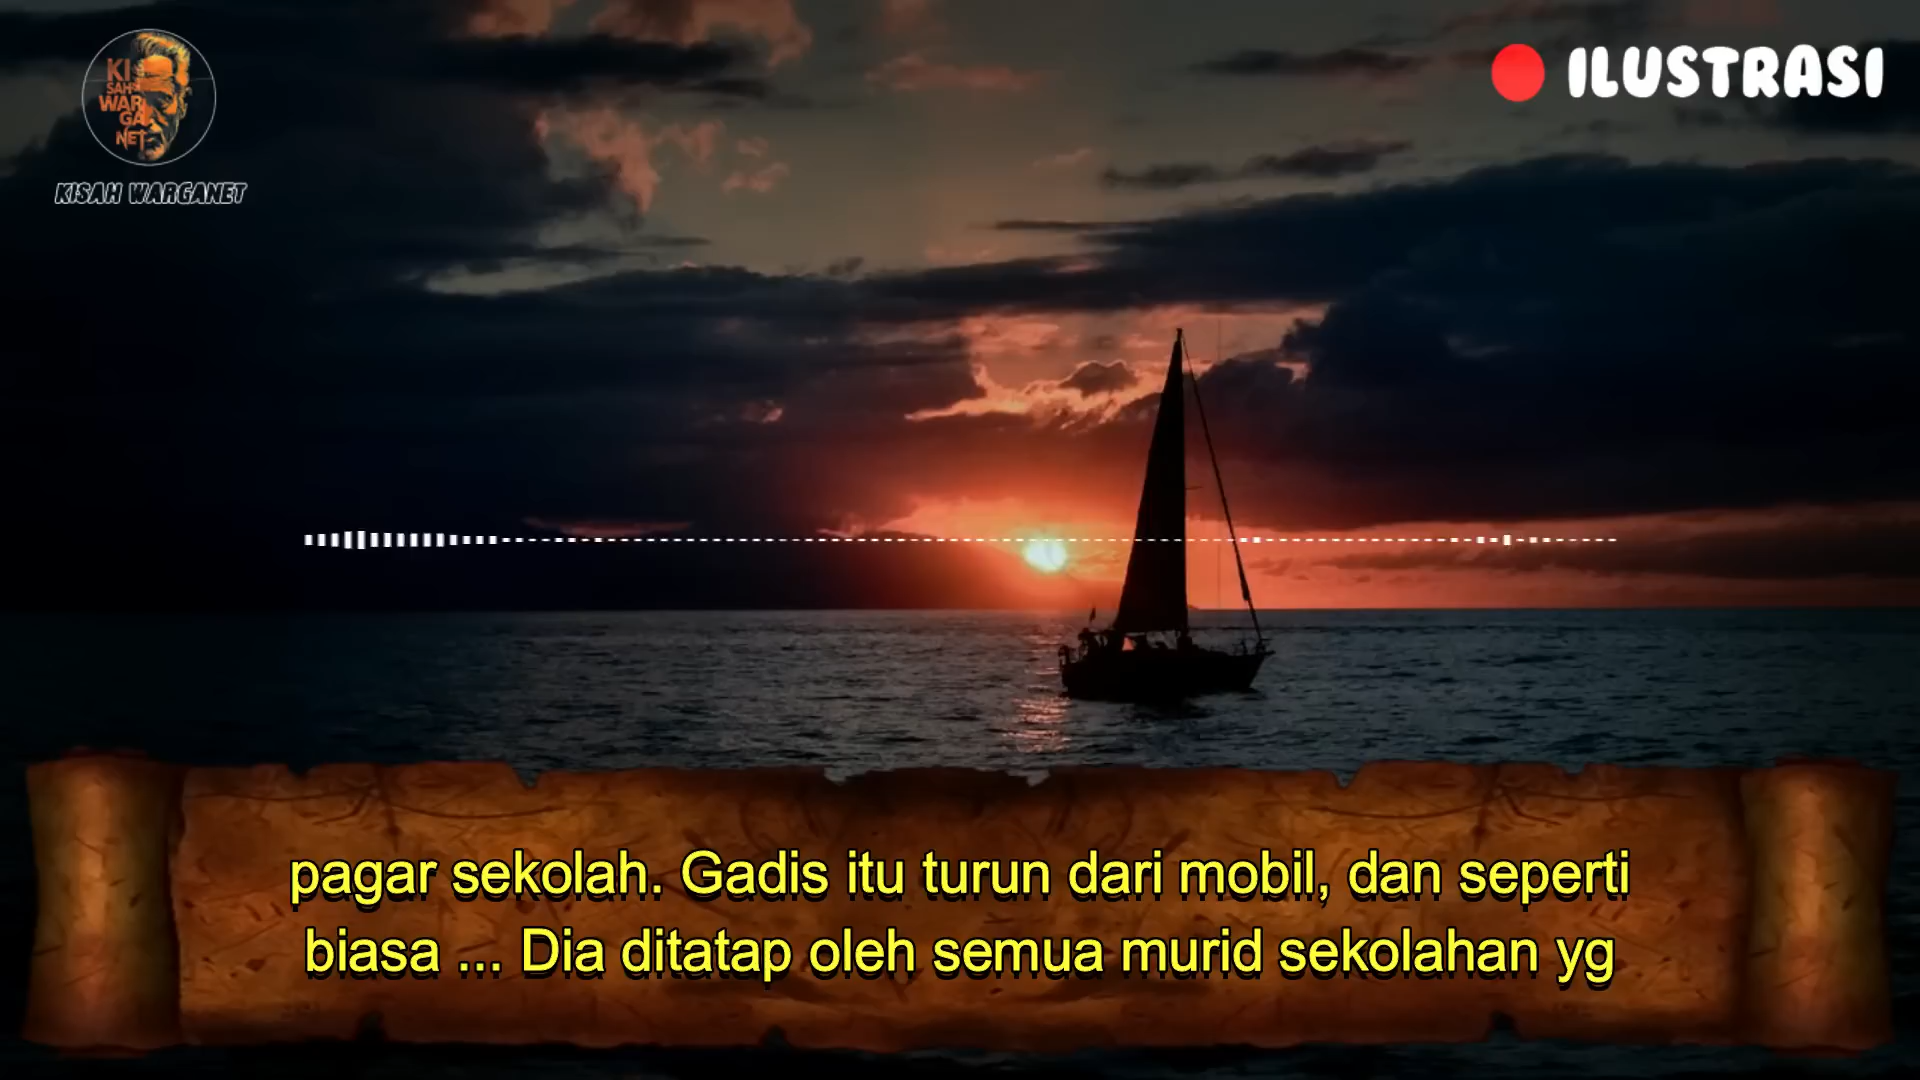 KI
SAH
WAR
GA
NET
KISAH WARGANET
ILUSTRASI
pagar sekolah. Gadis itu turun dari mobil, dan seperti
biasa ... Dia ditatap oleh semua murid sekolahan yg